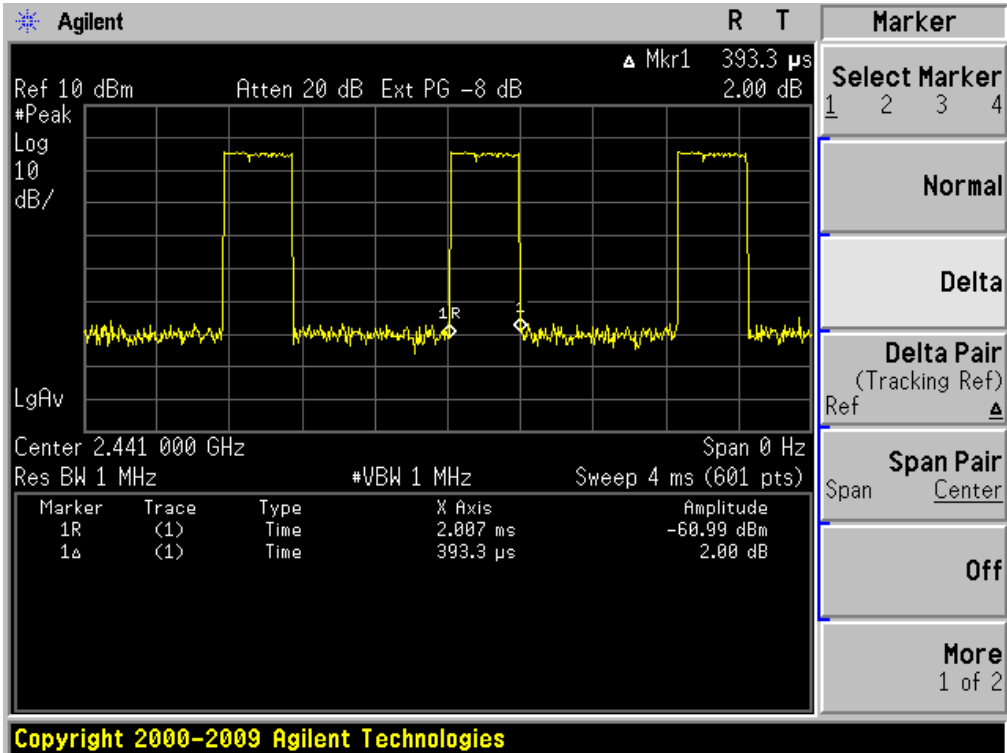 Agilent R T Marker
Δ Mkr1 393.3 µs
Ref 10 dBm Atten 20 dB Ext PG -8 dB 2.00 dB
#Peak
Log
10
dB/
1R
1
LgAv
Center 2.441 000 GHz Span 0 Hz
Res BW 1 MHz #VBW 1 MHz Sweep 4 ms (601 pts)
Marker Trace Type X Axis Amplitude
1R (1) Time 2.007 ms -60.99 dBm
1Δ (1) Time 393.3 µs 2.00 dB
Select Marker
1 2 3 4
Normal
Delta
Delta Pair
(Tracking Ref)
Ref Δ
Span Pair
Span Center
Off
More
1 of 2
Copyright 2000-2009 Agilent Technologies